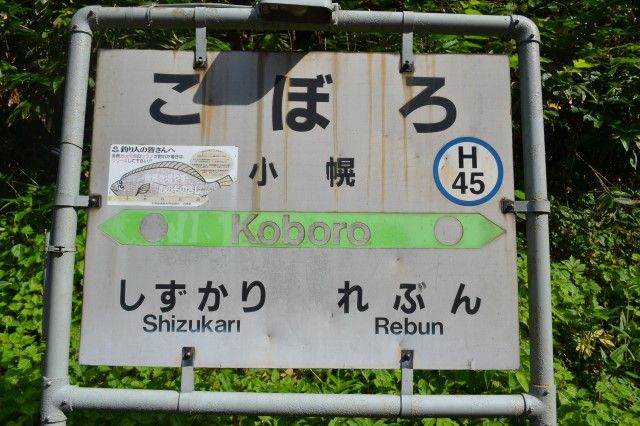 こぼろ
小幌
H
45
釣り人の皆さんへ
Koboro
しずかり
Shizukari
れぶん
Rebun